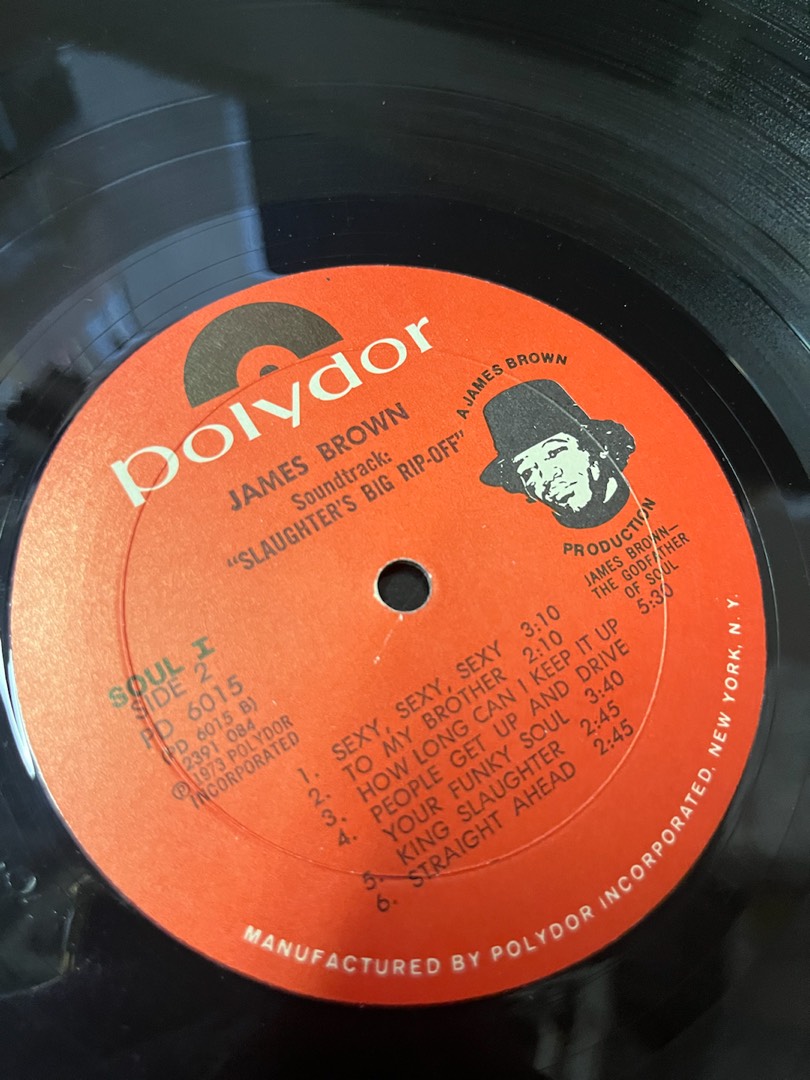 polydor
JAMES BROWN
Soundtrack:
"SLAUGHTER'S BIG RIP-OFF"
A JAMES BROWN
PRODUCTION
JAMES BROWN—
THE GODFATHER
OF SOUL
SOUL I
SIDE 2
PD 6015
(PD 6015 B)
2391 084
Ⓟ 1973 POLYDOR
INCORPORATED
1. SEXY, SEXY, SEXY 3:10
2. TO MY BROTHER 2:10
3. HOW LONG CAN I KEEP IT UP 5:30
4. PEOPLE GET UP AND DRIVE
YOUR FUNKY SOUL 3:40
5. KING SLAUGHTER 2:45
6. STRAIGHT AHEAD 2:45
MANUFACTURED BY POLYDOR INCORPORATED, NEW YORK, N. Y.